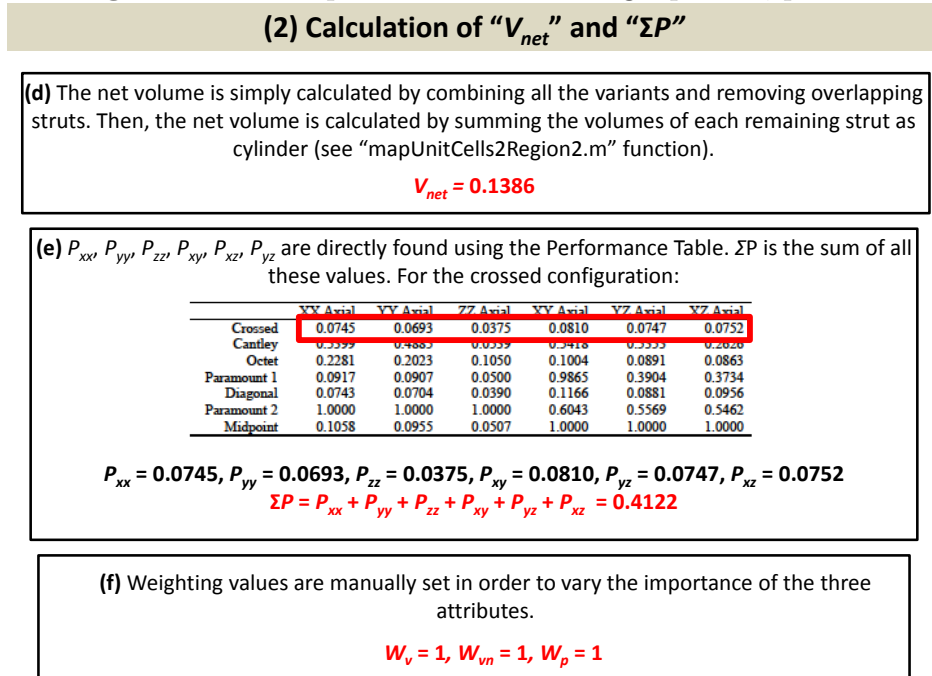 (2) Calculation of “Vnet” and “ΣP”
(d) The net volume is simply calculated by combining all the variants and removing overlapping
struts. Then, the net volume is calculated by summing the volumes of each remaining strut as
cylinder (see “mapUnitCells2Region2.m” function).
Vnet = 0.1386
(e) Pxx, Pyy, Pzz, Pxy, Pxz, Pyz are directly found using the Performance Table. ΣP is the sum of all
these values. For the crossed configuration:
XX Axial YY Axial ZZ Axial XY Axial YZ Axial XZ Axial
Crossed 0.0745 0.0693 0.0375 0.0810 0.0747 0.0752
Cantley
Octet 0.2281 0.2023 0.1050 0.1004 0.0891 0.0863
Paramount 1 0.0917 0.0907 0.0500 0.9865 0.3904 0.3734
Diagonal 0.0743 0.0704 0.0390 0.1166 0.0881 0.0956
Paramount 2 1.0000 1.0000 1.0000 0.6043 0.5569 0.5462
Midpoint 0.1058 0.0955 0.0507 1.0000 1.0000 1.0000
Pxx = 0.0745, Pyy = 0.0693, Pzz = 0.0375, Pxy = 0.0810, Pyz = 0.0747, Pxz = 0.0752
ΣP = Pxx + Pyy + Pzz + Pxy + Pyz + Pxz = 0.4122
(f) Weighting values are manually set in order to vary the importance of the three
attributes.
Wv = 1, Wvn = 1, Wp = 1